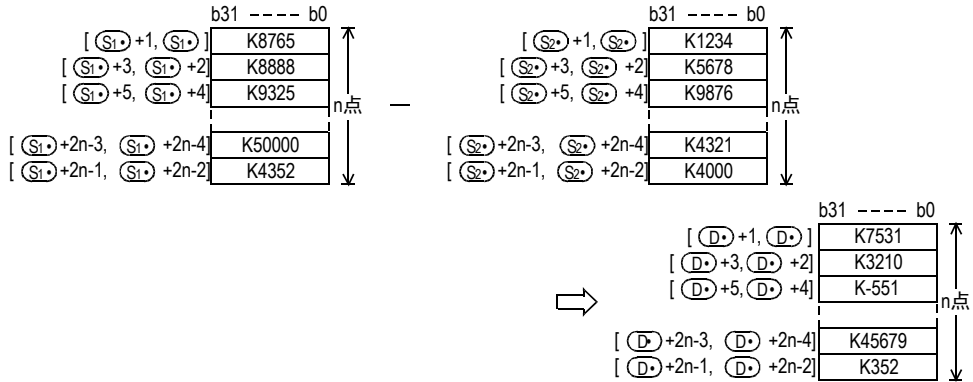 b31 ----- b0
[ (S1•) +1, (S1•) ] K8765
[ (S1•) +3, (S1•) +2] K8888
[ (S1•) +5, (S1•) +4] K9325
[ (S1•) +2n-3, (S1•) +2n-4] K50000
[ (S1•) +2n-1, (S1•) +2n-2] K4352
n点
—
b31 ----- b0
[ (S2•) +1, (S2•) ] K1234
[ (S2•) +3, (S2•) +2] K5678
[ (S2•) +5, (S2•) +4] K9876
[ (S2•) +2n-3, (S2•) +2n-4] K4321
[ (S2•) +2n-1, (S2•) +2n-2] K4000
n点
b31 ---- b0
[ (D•) +1, (D•) ] K7531
[ (D•) +3, (D•) +2] K3210
[ (D•) +5, (D•) +4] K-551
[ (D•) +2n-3, (D•) +2n-4] K45679
[ (D•) +2n-1, (D•) +2n-2] K352
n点